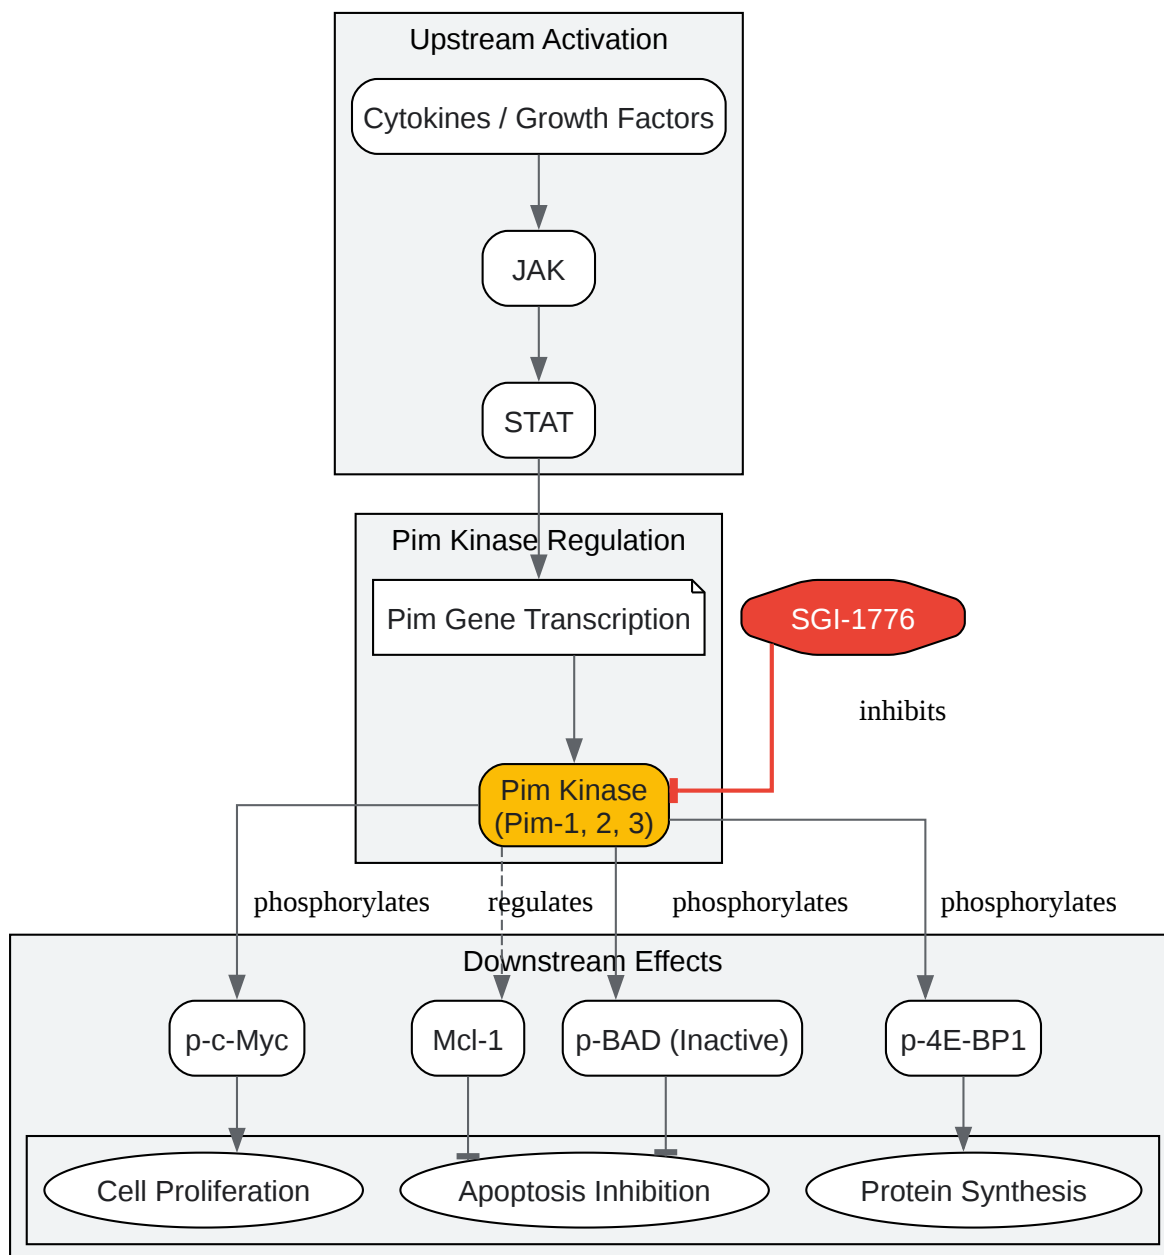 Upstream Activation
Cytokines / Growth Factors
JAK
STAT
Pim Kinase Regulation
Pim Gene Transcription
SGI-1776
inhibits
Pim Kinase
(Pim-1, 2, 3)
phosphorylates
regulates
phosphorylates
phosphorylates
Downstream Effects
p-c-Myc
Mcl-1
p-BAD (Inactive)
p-4E-BP1
Cell Proliferation
Apoptosis Inhibition
Protein Synthesis